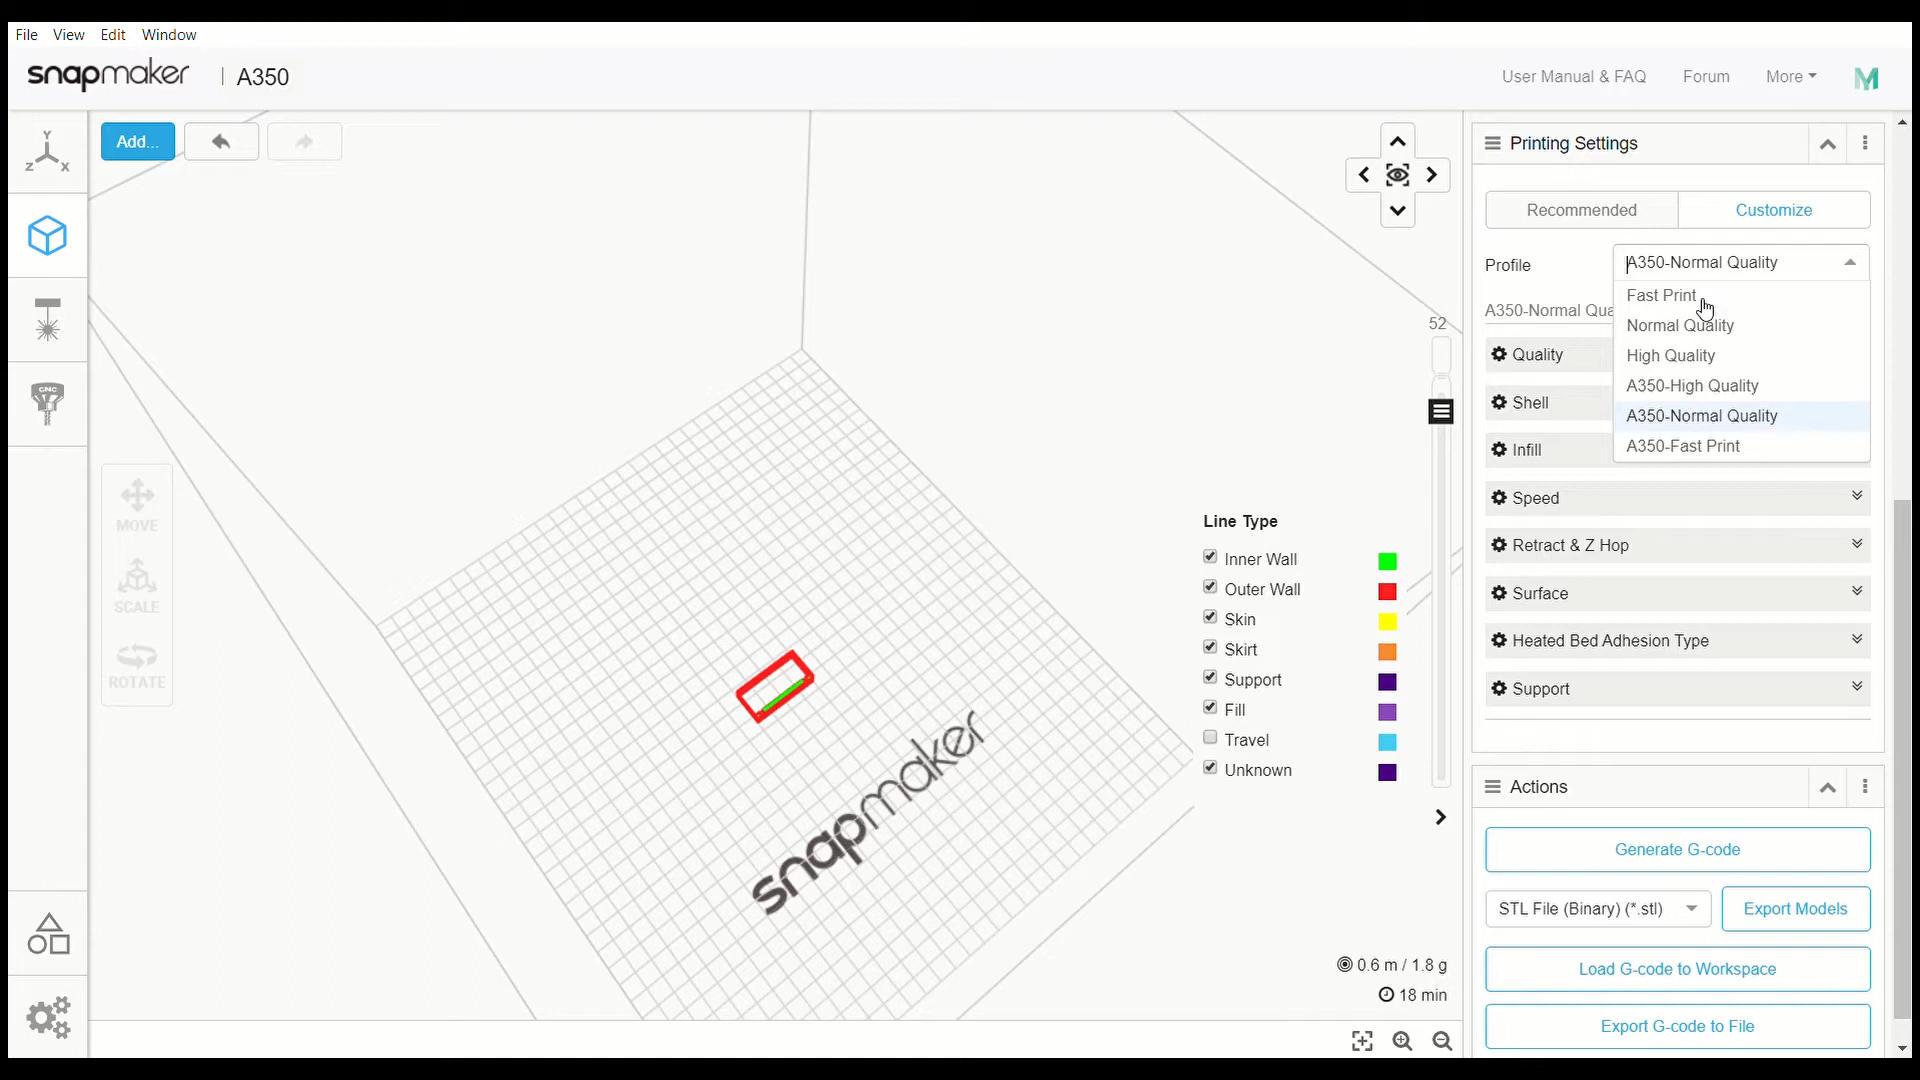 File View Edit Window
snapmaker | A350
User Manual & FAQ Forum More
Add...
Y
Z X
CNC
MOVE
SCALE
ROTATE
snapmaker
52
Line Type
Inner Wall
Outer Wall
Skin
Skirt
Support
Fill
Travel
Unknown
0.6 m / 1.8 g
18 min
Printing Settings
Recommended Customize
Profile
A350-Normal Quality
Fast Print
Normal Quality
High Quality
A350-High Quality
A350-Normal Quality
A350-Fast Print
A350-Normal Qua
Quality
Shell
Infill
Speed
Retract & Z Hop
Surface
Heated Bed Adhesion Type
Support
Actions
Generate G-code
STL File (Binary) (*.stl) Export Models
Load G-code to Workspace
Export G-code to File